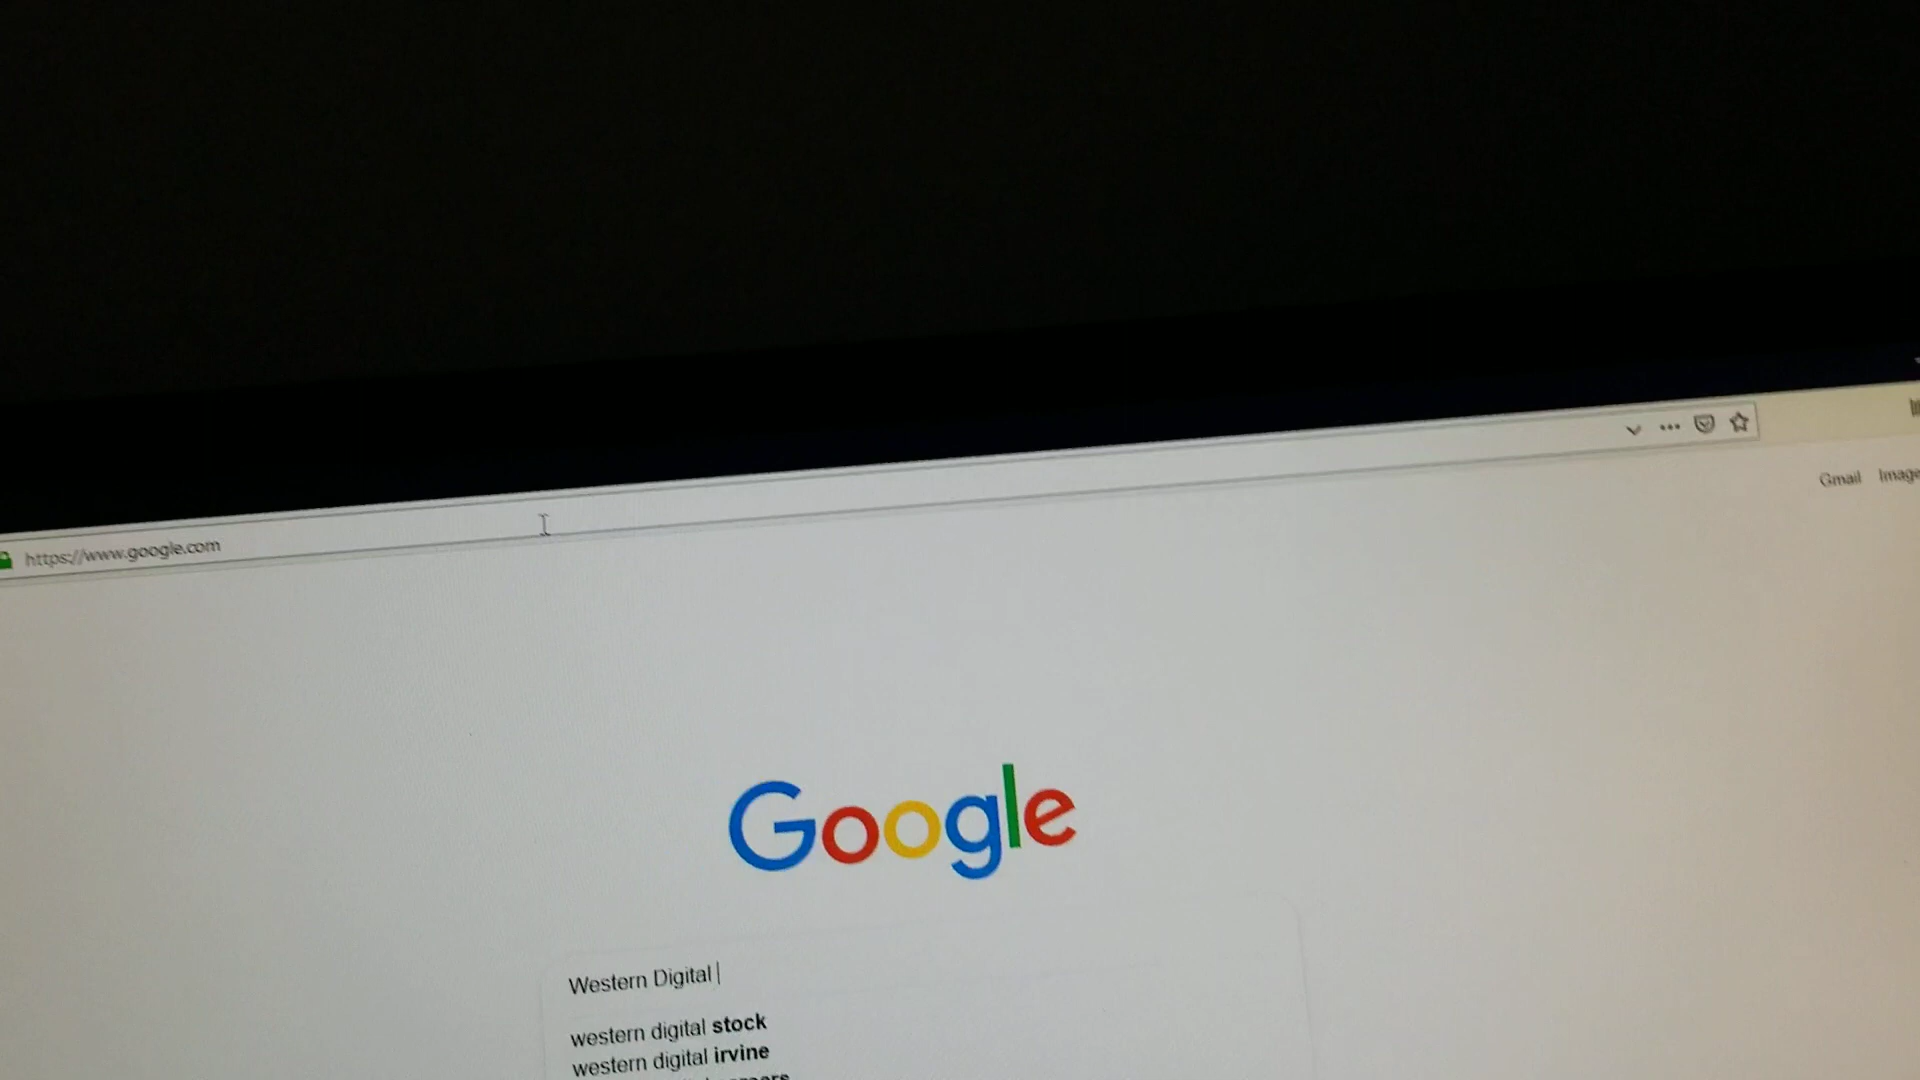 Gmail
https://www.google.com
Google
Western Digital
western digital stock
western digital irvine